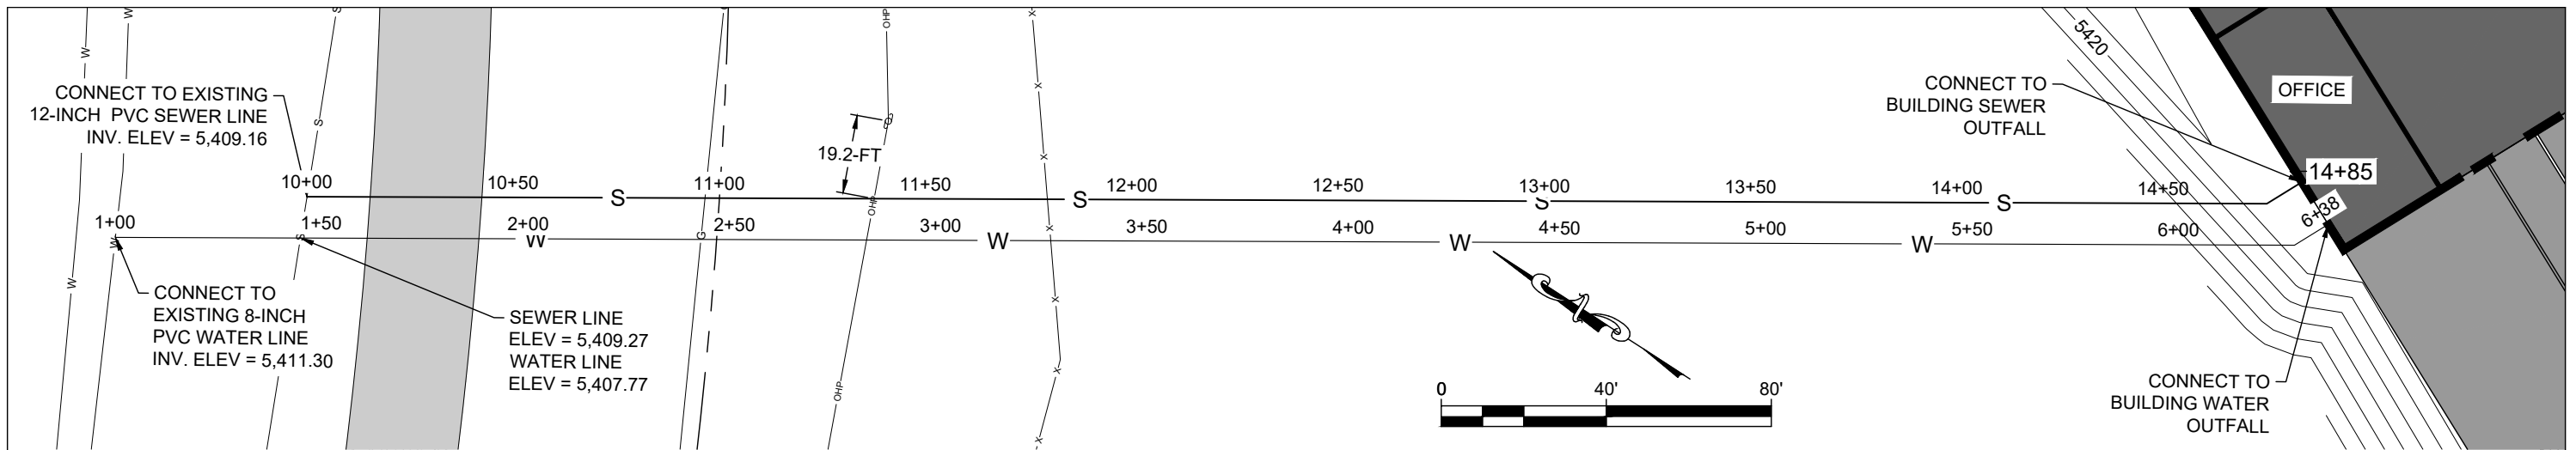 CONNECT TO EXISTING
12-INCH PVC SEWER LINE
INV. ELEV = 5,409.16
CONNECT TO
EXISTING 8-INCH
PVC WATER LINE
INV. ELEV = 5,411.30
SEWER LINE
ELEV = 5,409.27
WATER LINE
ELEV = 5,407.77
19.2-FT
10+00
10+50
11+00
11+50
12+00
12+50
13+00
13+50
14+00
14+50
14+85
1+00
1+50
2+00
2+50
3+00
3+50
4+00
4+50
5+00
5+50
6+00
6+38
S
S
S
S
W
W
W
W
W
W
W
W
W
W
S
S
S
G
OHP
OHP
OHP
X
X
X
X
X
X
X
0
40'
80'
5420
CONNECT TO
BUILDING SEWER
OUTFALL
OFFICE
CONNECT TO
BUILDING WATER
OUTFALL